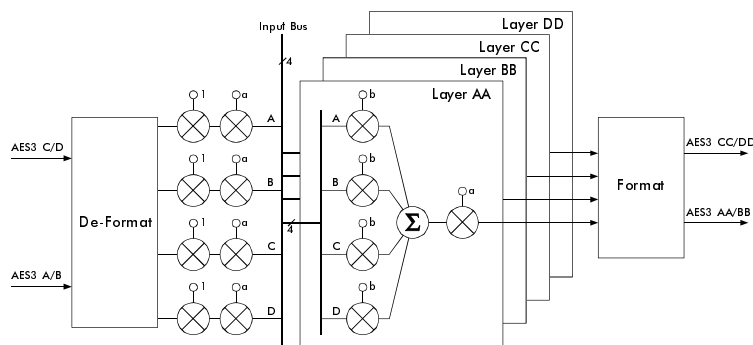 Input Bus
Layer DD
Layer CC
Layer BB
Layer AA
4
1
a
A
b
A
AES3 C/D
AES3 CC/DD
1
a
B
b
B
a
De-Format
Format
Σ
4
AES3 AA/BB
1
a
C
b
C
AES3 A/B
1
a
D
b
D